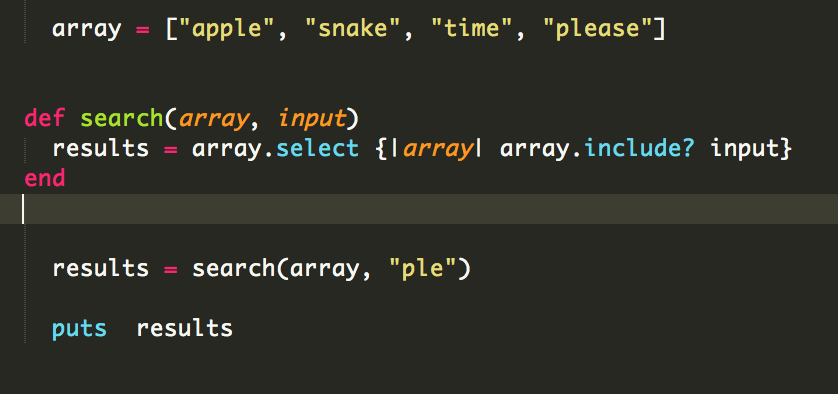 array = ["apple", "snake", "time", "please"]
def search(array, input)
results = array.select {|array| array.include? input}
end
results = search(array, "ple")
puts  results